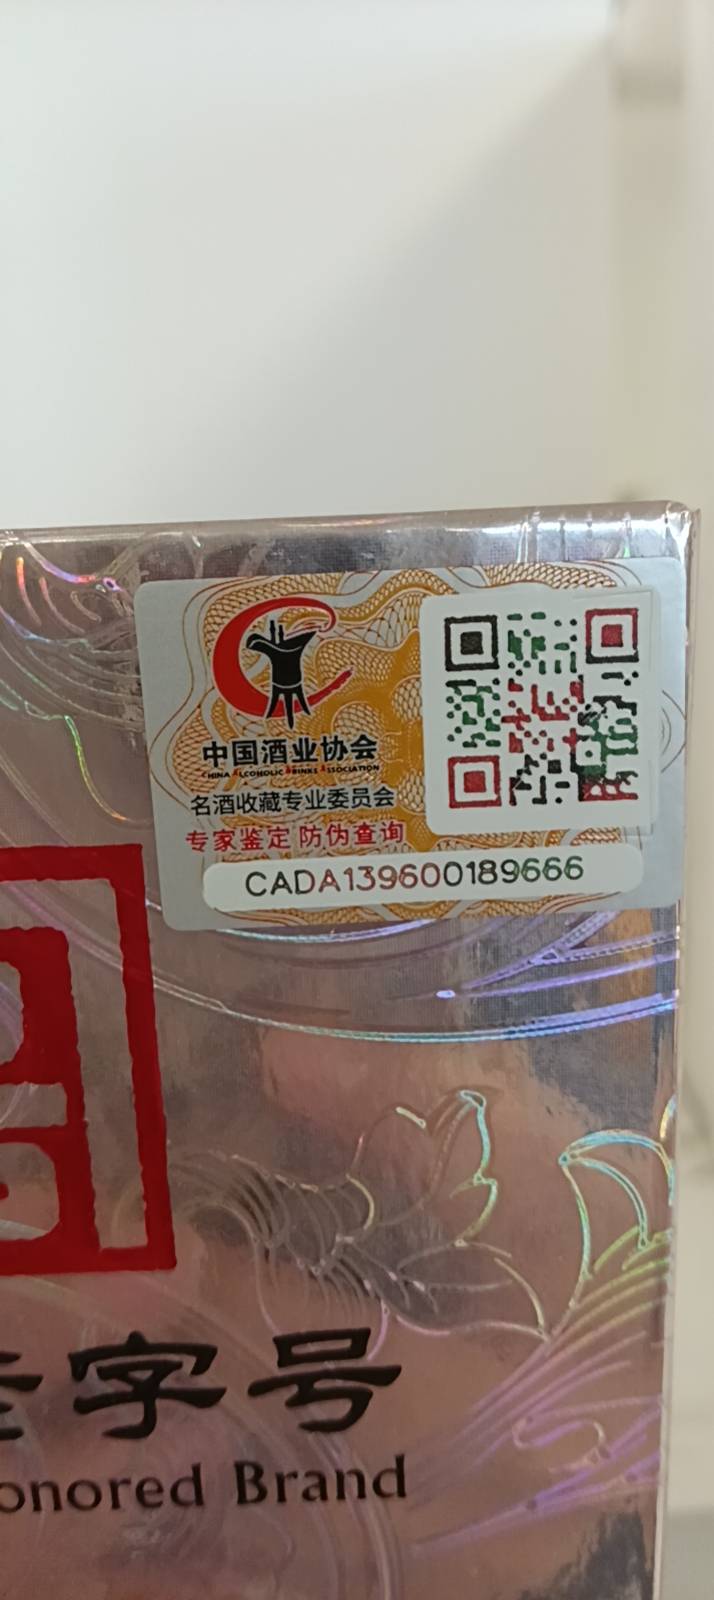 中国酒业协会
CHINA ALCOHOLIC DRINKS ASSOCIATION
名酒收藏专业委员会
专家鉴定 防伪查询
CADA139600189666
字号
onored Brand